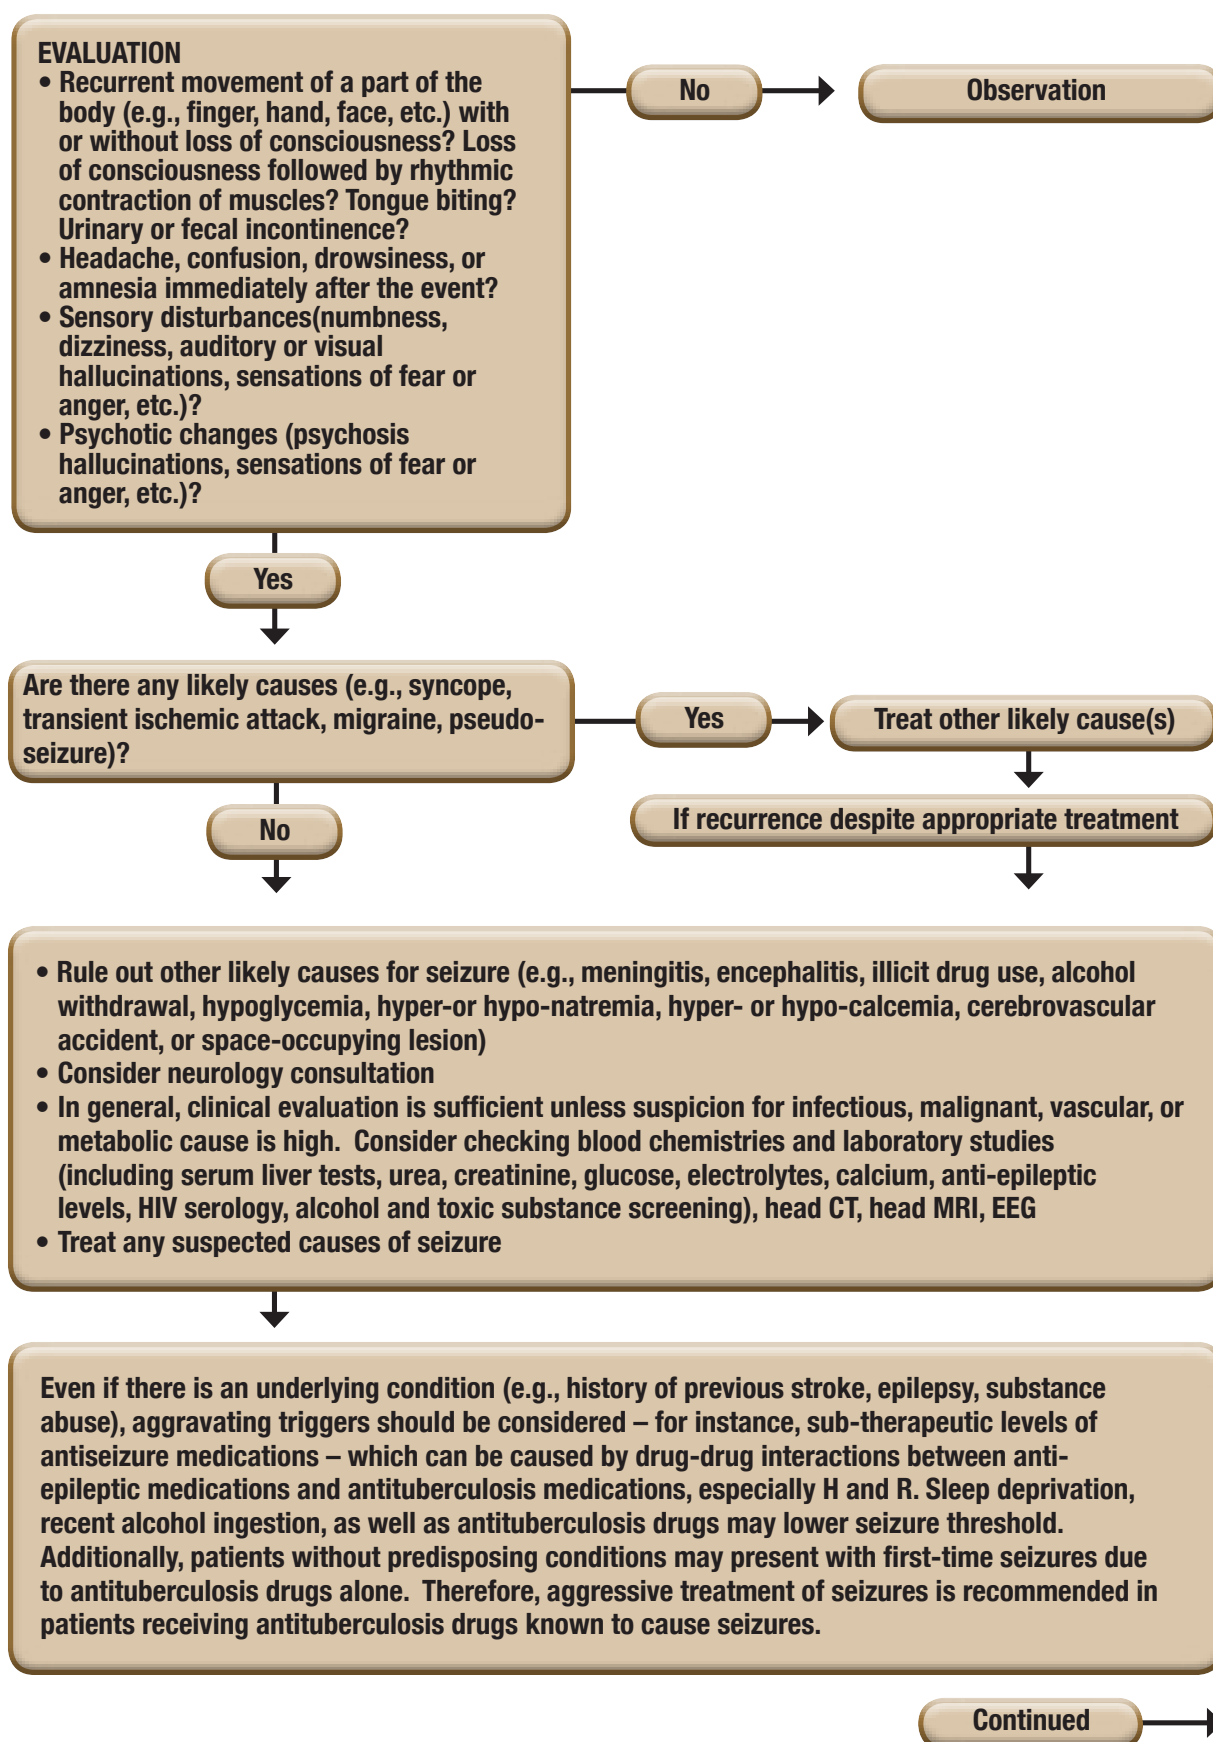 EVALUATION
• Recurrent movement of a part of the
body (e.g., finger, hand, face, etc.) with
or without loss of consciousness? Loss
of consciousness followed by rhythmic
contraction of muscles? Tongue biting?
Urinary or fecal incontinence?
• Headache, confusion, drowsiness, or
amnesia immediately after the event?
• Sensory disturbances(numbness,
dizziness, auditory or visual
hallucinations, sensations of fear or
anger, etc.)?
• Psychotic changes (psychosis
hallucinations, sensations of fear or
anger, etc.)?
No
Observation
Yes
Are there any likely causes (e.g., syncope,
transient ischemic attack, migraine, pseudo-
seizure)?
Yes
Treat other likely cause(s)
If recurrence despite appropriate treatment
No
• Rule out other likely causes for seizure (e.g., meningitis, encephalitis, illicit drug use, alcohol
withdrawal, hypoglycemia, hyper-or hypo-natremia, hyper- or hypo-calcemia, cerebrovascular
accident, or space-occupying lesion)
• Consider neurology consultation
• In general, clinical evaluation is sufficient unless suspicion for infectious, malignant, vascular, or
metabolic cause is high.  Consider checking blood chemistries and laboratory studies
(including serum liver tests, urea, creatinine, glucose, electrolytes, calcium, anti-epileptic
levels, HIV serology, alcohol and toxic substance screening), head CT, head MRI, EEG
• Treat any suspected causes of seizure
Even if there is an underlying condition (e.g., history of previous stroke, epilepsy, substance
abuse), aggravating triggers should be considered – for instance, sub-therapeutic levels of
antiseizure medications – which can be caused by drug-drug interactions between anti-
epileptic medications and antituberculosis medications, especially H and R. Sleep deprivation,
recent alcohol ingestion, as well as antituberculosis drugs may lower seizure threshold.
Additionally, patients without predisposing conditions may present with first-time seizures due
to antituberculosis drugs alone.  Therefore, aggressive treatment of seizures is recommended in
patients receiving antituberculosis drugs known to cause seizures.
Continued